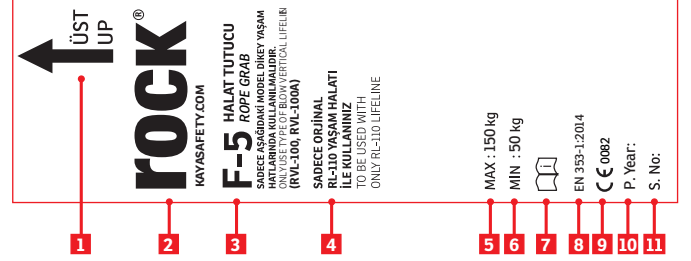 ÜST
UP
rock®
KAYASAFETY.COM
F-5 HALAT TUTUCU
ROPE GRAB
SADECE AŞAĞIDAKİ MODEL DİKEY YAŞAM
HATLARINDA KULLANILMALIDIR.
ONLY USE TYPE OF BLOW VERTICAL LIFELIN
(RVL-100, RVL-100A)
SADECE ORJİNAL
RL-110 YAŞAM HALATI
İLE KULLANINIZ
TO BE USED WITH
ONLY RL-110 LIFELINE
MAX : 150 kg
MIN : 50 kg
i
EN 353-1:2014
CE 0082
P. Year:
S. No:
1 2 3 4 5 6 7 8 9 10 11